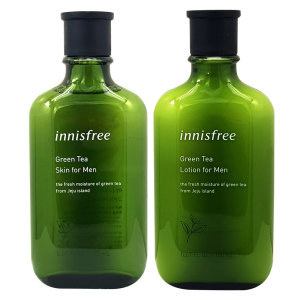 innisfree
Green Tea
Skin for Men
the fresh moisture of green tea
from Jeju island
innisfree
Green Tea
Lotion for Men
the fresh moisture of green tea
from Jeju island